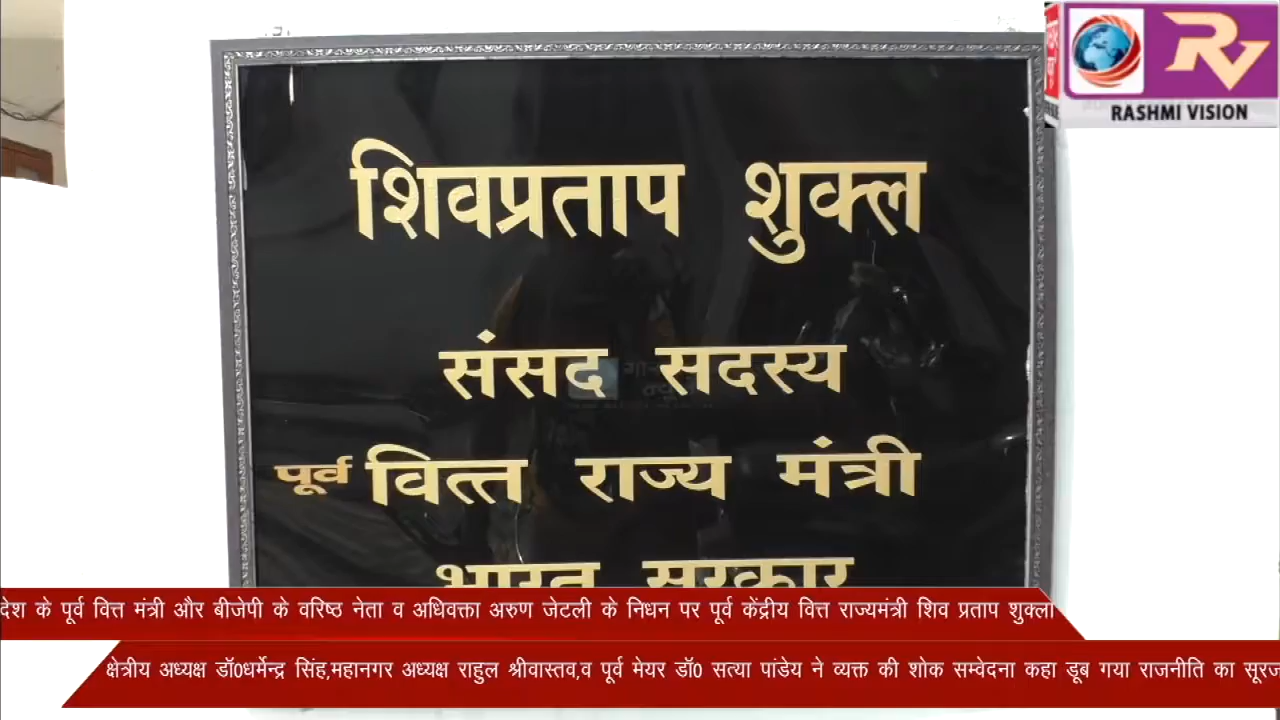 RASHMI VISION
शिवप्रताप शुक्ल
संसद सदस्य
पूर्व वित्त राज्य मंत्री
भारत सरकार
देश के पूर्व वित्त मंत्री और बीजेपी के वरिष्ठ नेता व अधिवक्ता अरुण जेटली के निधन पर पूर्व केंद्रीय वित्त राज्यमंत्री शिव प्रताप शुक्ला
क्षेत्रीय अध्यक्ष डॉ0धर्मेन्द्र सिंह,महानगर अध्यक्ष राहुल श्रीवास्तव,व पूर्व मेयर डॉ0 सत्या पांडेय ने व्यक्त की शोक सम्वेदना कहा डूब गया राजनीति का सूरज